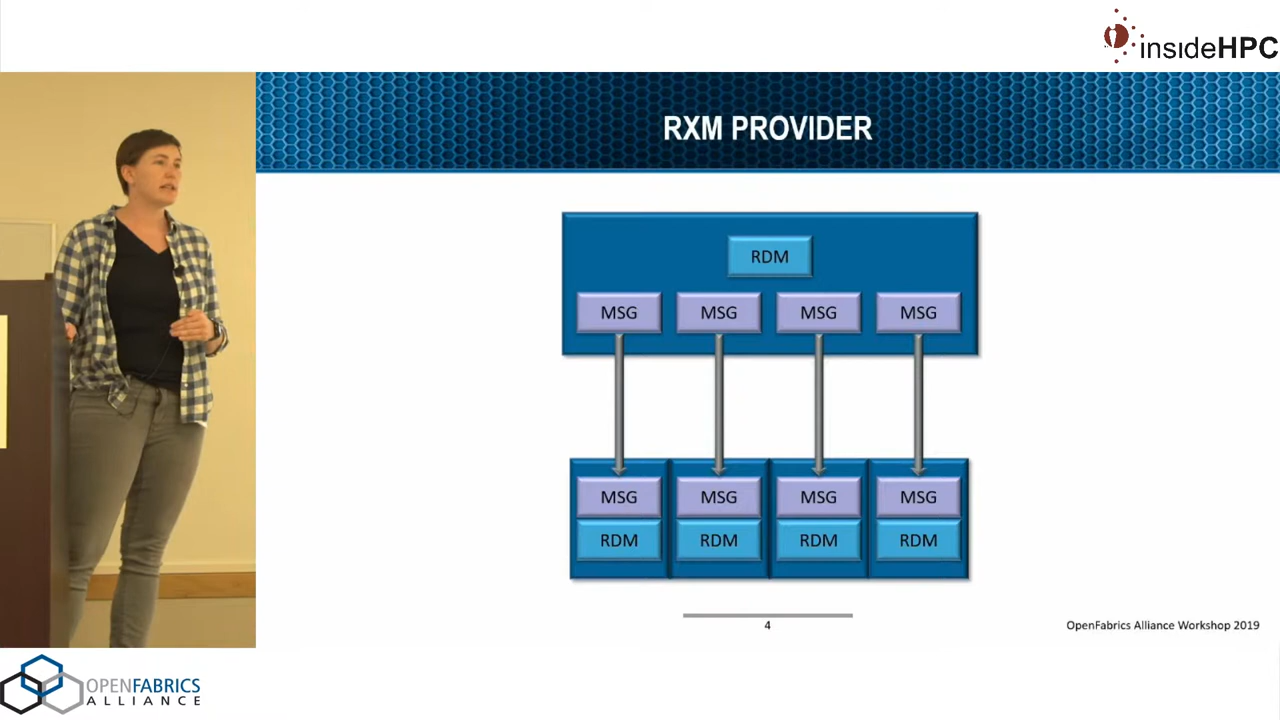 insideHPC
RXM PROVIDER
RDM
MSG MSG MSG MSG
MSG MSG MSG MSG
RDM RDM RDM RDM
4
OpenFabrics Alliance Workshop 2019
OPENFABRICS
ALLIANCE